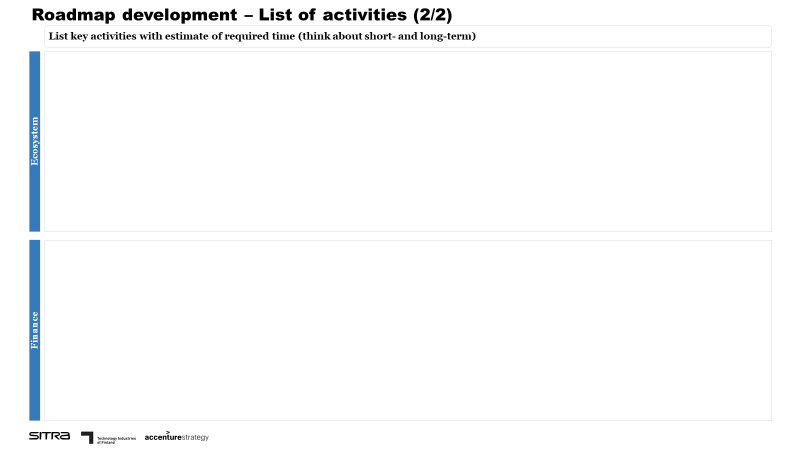 Roadmap development – List of activities (2/2)
List key activities with estimate of required time (think about short- and long-term)
Ecosystem
Finance
SITRA
Technology Industries
of Finland
accenturestrategy